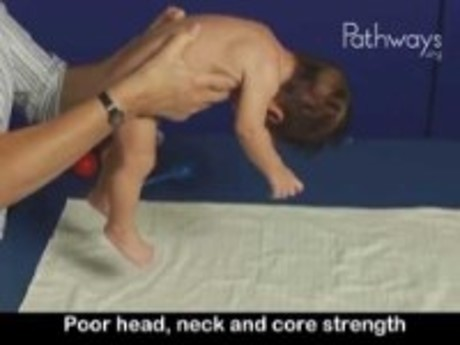 Pathways
.org
Poor head, neck and core strength